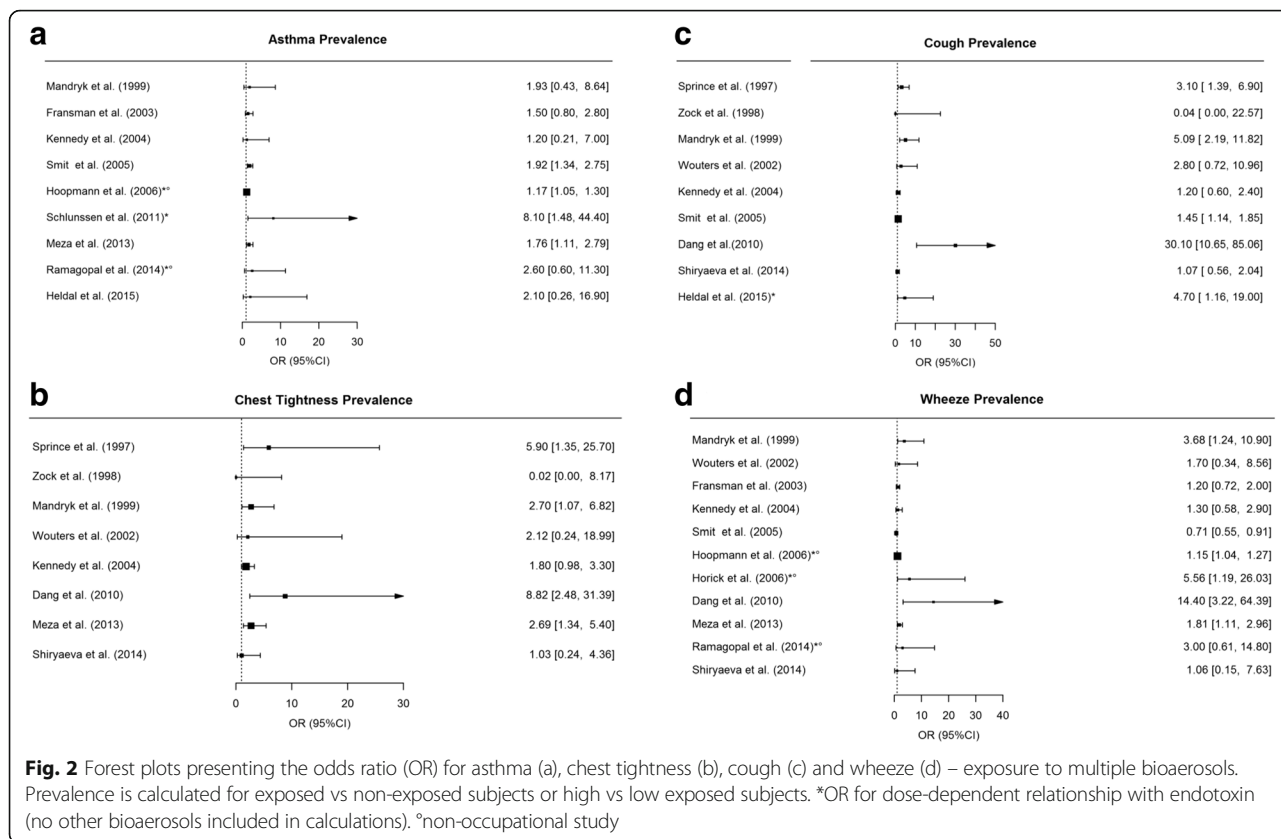 a
Asthma Prevalence
Mandryk et al. (1999) 1.93 [0.43, 8.64]
Fransman et al. (2003) 1.50 [0.80, 2.80]
Kennedy et al. (2004) 1.20 [0.21, 7.00]
Smit et al. (2005) 1.92 [1.34, 2.75]
Hoopmann et al. (2006)*° 1.17 [1.05, 1.30]
Schlunssen et al. (2011)* 8.10 [1.48, 44.40]
Meza et al. (2013) 1.76 [1.11, 2.79]
Ramagopal et al. (2014)*° 2.60 [0.60, 11.30]
Heldal et al. (2015) 2.10 [0.26, 16.90]
0 10 20 30
OR (95%CI)
b
Chest Tightness Prevalence
Sprince et al. (1997) 5.90 [1.35, 25.70]
Zock et al. (1998) 0.02 [0.00, 8.17]
Mandryk et al. (1999) 2.70 [1.07, 6.82]
Wouters et al. (2002) 2.12 [0.24, 18.99]
Kennedy et al. (2004) 1.80 [0.98, 3.30]
Dang et al. (2010) 8.82 [2.48, 31.39]
Meza et al. (2013) 2.69 [1.34, 5.40]
Shiryaeva et al. (2014) 1.03 [0.24, 4.36]
0 10 20 30
OR (95%CI)
c
Cough Prevalence
Sprince et al. (1997) 3.10 [ 1.39, 6.90]
Zock et al. (1998) 0.04 [ 0.00, 22.57]
Mandryk et al. (1999) 5.09 [ 2.19, 11.82]
Wouters et al. (2002) 2.80 [ 0.72, 10.96]
Kennedy et al. (2004) 1.20 [ 0.60, 2.40]
Smit et al. (2005) 1.45 [ 1.14, 1.85]
Dang et al.(2010) 30.10 [10.65, 85.06]
Shiryaeva et al. (2014) 1.07 [ 0.56, 2.04]
Heldal et al. (2015)* 4.70 [ 1.16, 19.00]
0 10 30 50
OR (95%CI)
d
Wheeze Prevalence
Mandryk et al. (1999) 3.68 [1.24, 10.90]
Wouters et al. (2002) 1.70 [0.34, 8.56]
Fransman et al. (2003) 1.20 [0.72, 2.00]
Kennedy et al. (2004) 1.30 [0.58, 2.90]
Smit et al. (2005) 0.71 [0.55, 0.91]
Hoopmann et al. (2006)*° 1.15 [1.04, 1.27]
Horick et al. (2006)*° 5.56 [1.19, 26.03]
Dang et al. (2010) 14.40 [3.22, 64.39]
Meza et al. (2013) 1.81 [1.11, 2.96]
Ramagopal et al. (2014)*° 3.00 [0.61, 14.80]
Shiryaeva et al. (2014) 1.06 [0.15, 7.63]
0 10 20 30 40
OR (95%CI)
Fig. 2 Forest plots presenting the odds ratio (OR) for asthma (a), chest tightness (b), cough (c) and wheeze (d) – exposure to multiple bioaerosols.
Prevalence is calculated for exposed vs non-exposed subjects or high vs low exposed subjects. *OR for dose-dependent relationship with endotoxin
(no other bioaerosols included in calculations). °non-occupational study